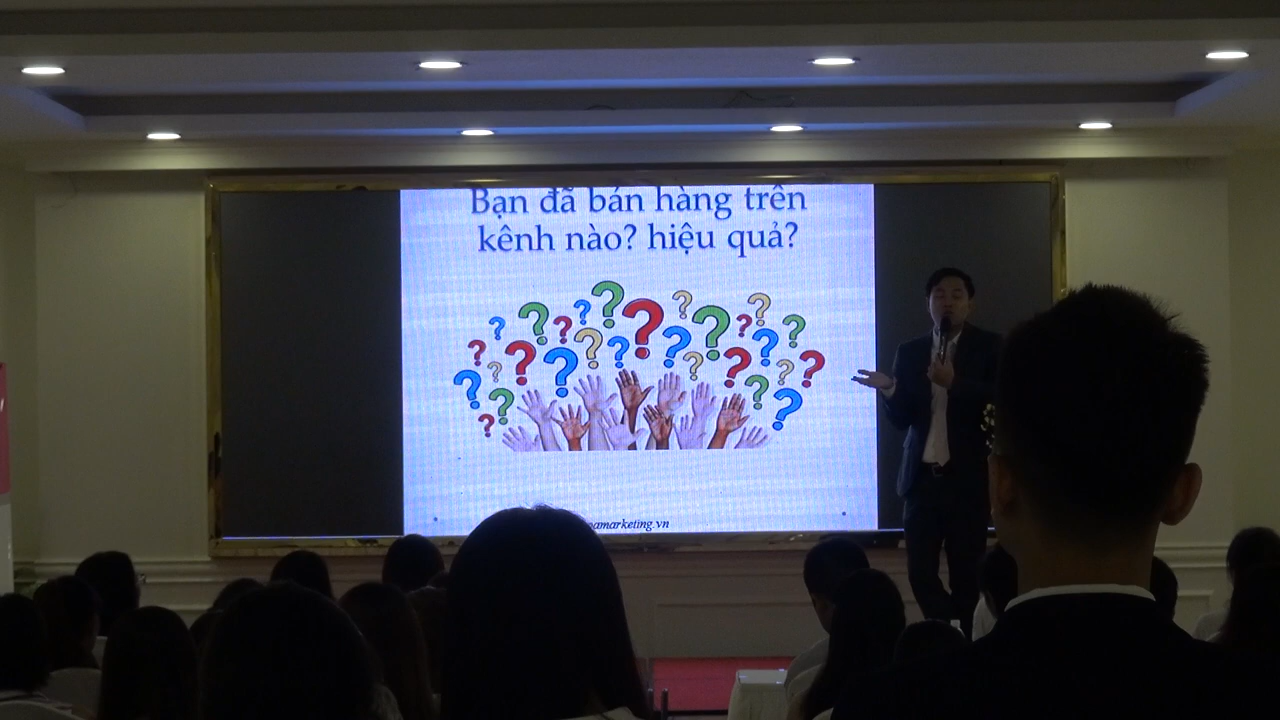 Bạn đã bán hàng trên
kênh nào? hiệu quả?